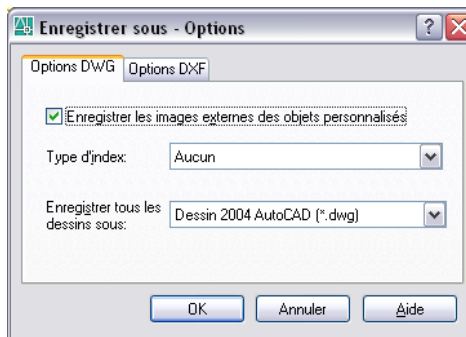 Enregistrer sous - Options
Options DWG Options DXF
Enregistrer les images externes des objets personnalisés
Type d'index: Aucun
Enregistrer tous les dessins sous: Dessin 2004 AutoCAD (*.dwg)
OK Annuler Aide